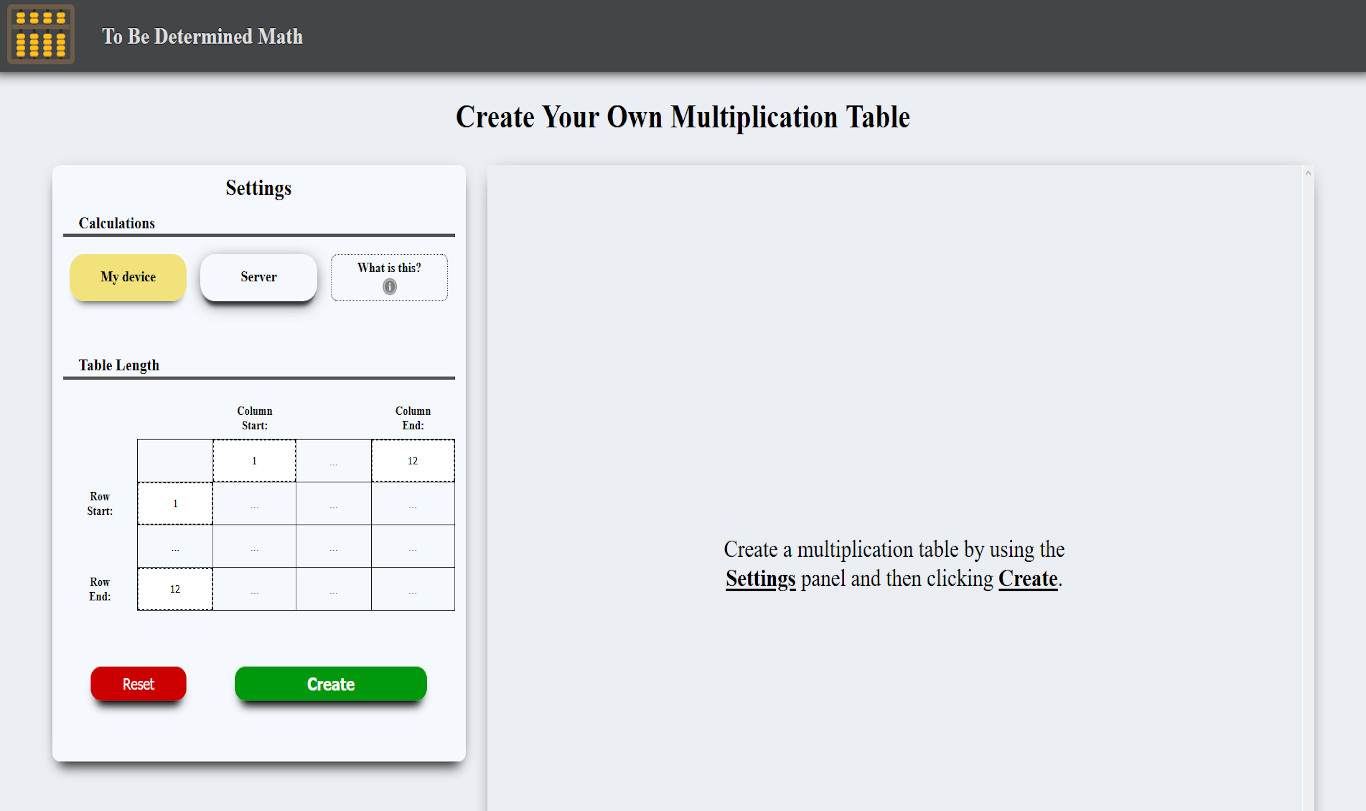 To Be Determined Math
Create Your Own Multiplication Table
Settings
Calculations
My device
Server
What is this?
i
Table Length
Column
Start:
Column
End:
1 ... 12
Row
Start:
1 ... ... ...
... ... ... ...
Row
End:
12 ... ... ...
Reset
Create
Create a multiplication table by using the
Settings panel and then clicking Create.